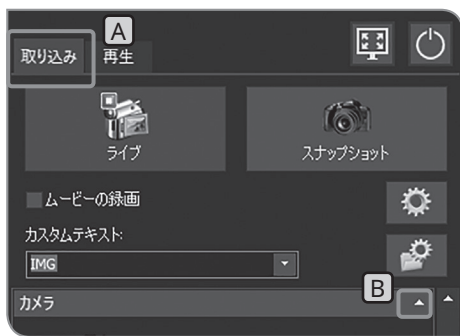 A
取り込み 再生
ライブ スナップショット
ムービーの録画
カスタムテキスト:
IMG
B
カメラ